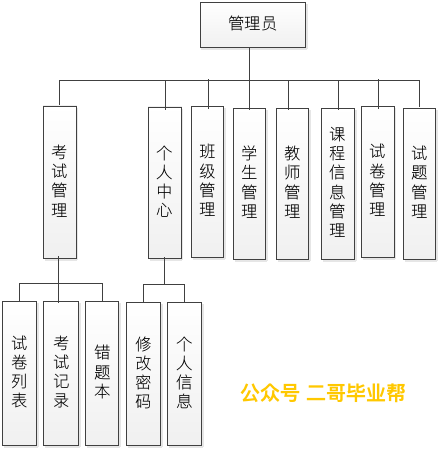 管理员
考试管理
个人中心
班级管理
学生管理
教师管理
课程信息管理
试卷管理
试题管理
试卷列表
考试记录
错题本
修改密码
个人信息
公众号 二哥毕业帮